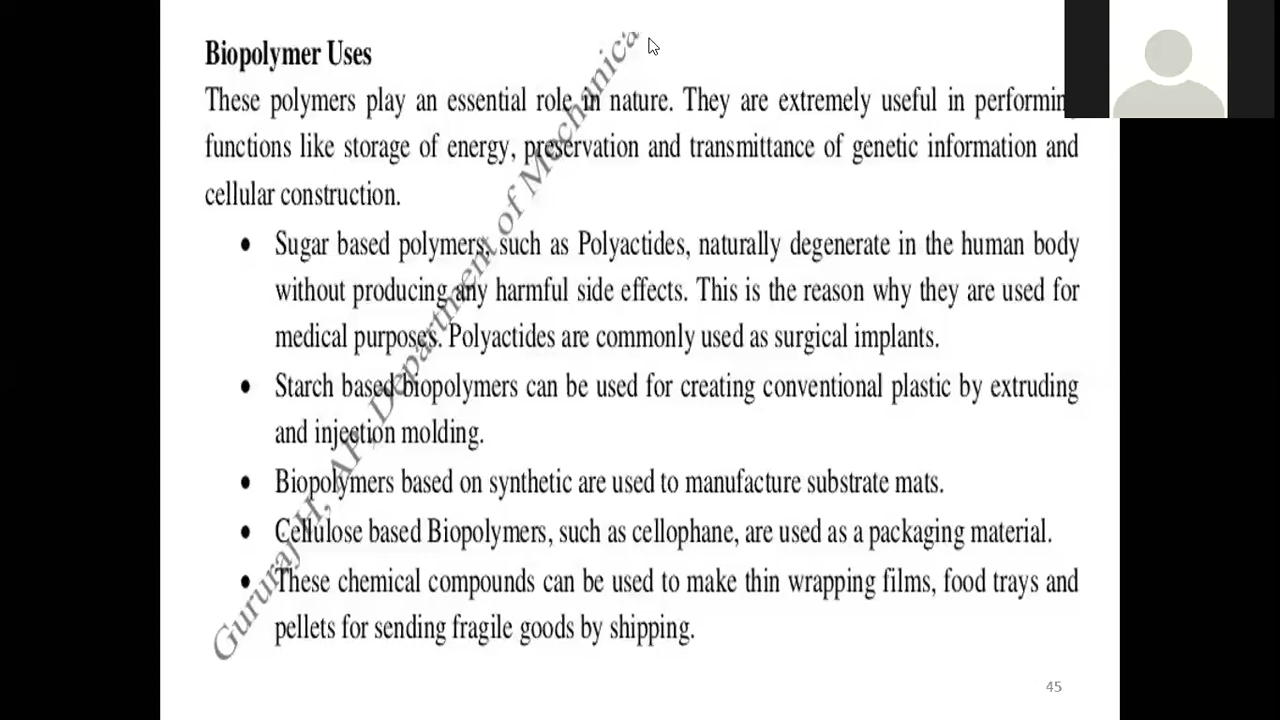 Biopolymer Uses
These polymers play an essential role in nature. They are extremely useful in performin
functions like storage of energy, preservation and transmittance of genetic information and
cellular construction.
• Sugar based polymers, such as Polyactides, naturally degenerate in the human body
without producing any harmful side effects. This is the reason why they are used for
medical purposes. Polyactides are commonly used as surgical implants.
• Starch based biopolymers can be used for creating conventional plastic by extruding
and injection molding.
• Biopolymers based on synthetic are used to manufacture substrate mats.
• Cellulose based Biopolymers, such as cellophane, are used as a packaging material.
• These chemical compounds can be used to make thin wrapping films, food trays and
pellets for sending fragile goods by shipping.
Gururaj H, AP, Department of Mechanica
45